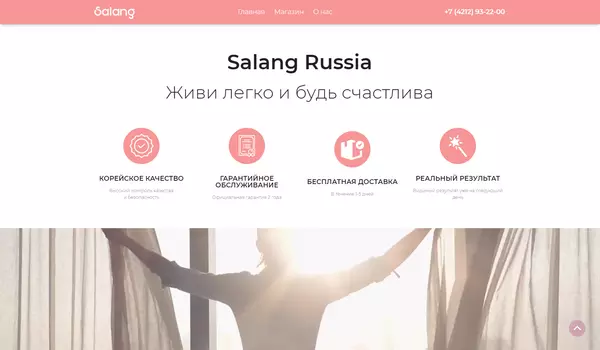 Salang
Главная Магазин О нас
+7 (4212) 93-22-00
Salang Russia
Живи легко и будь счастлива
КОРЕЙСКОЕ КАЧЕСТВО
Высокий контроль качества
и безопасность
ГАРАНТИЙНОЕ
ОБСЛУЖИВАНИЕ
Официальная гарантия 2 года
БЕСПЛАТНАЯ ДОСТАВКА
В течении 1-3 дней
РЕАЛЬНЫЙ РЕЗУЛЬТАТ
Видимый результат уже на следующий
день